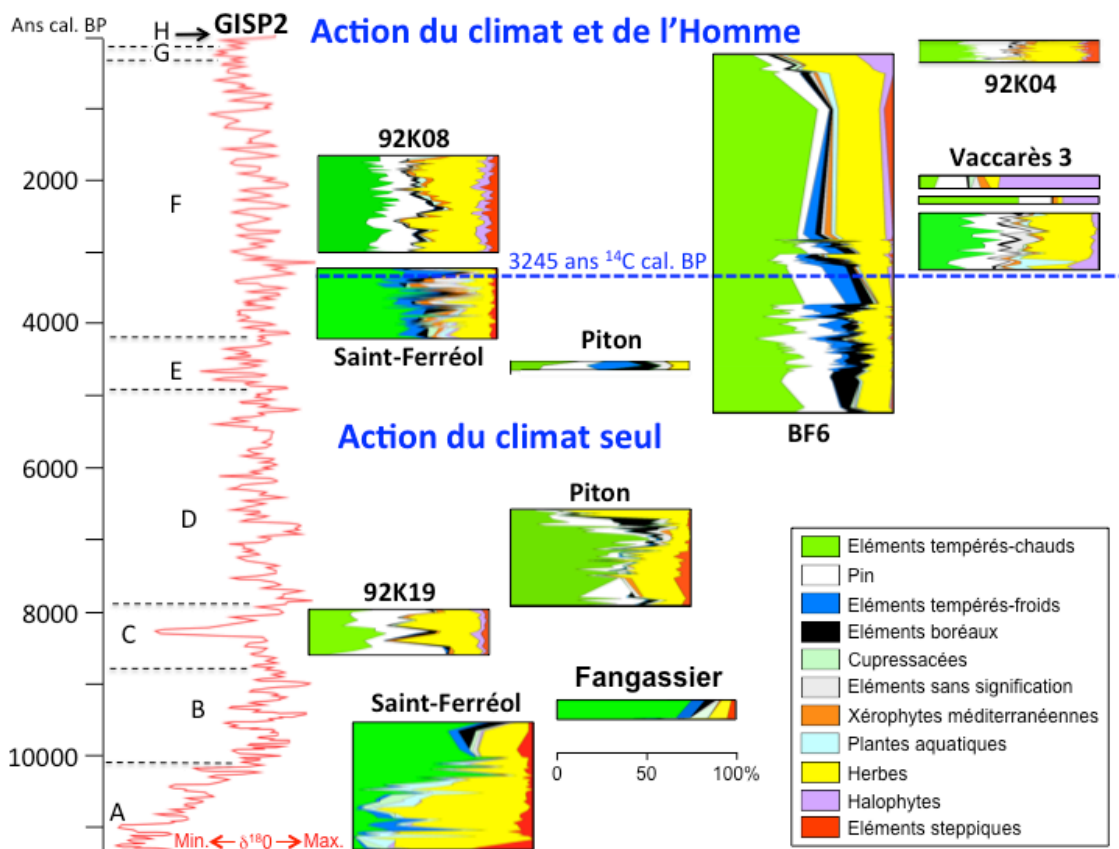 Ans cal. BP
H
GISP2
G
Action du climat et de l'Homme
92K04
92K08
Vaccarès 3
2000
F
3245 ans ¹⁴C cal. BP
4000
Saint-Ferréol
Piton
E
BF6
Action du climat seul
6000
D
Piton
8000
92K19
C
B
Saint-Ferréol
Fangassier
10000
0 50 100%
A
Min. δ¹⁸0 Max.
Eléments tempérés-chauds
Pin
Eléments tempérés-froids
Eléments boréaux
Cupressacées
Eléments sans signification
Xérophytes méditerranéennes
Plantes aquatiques
Herbes
Halophytes
Eléments steppiques